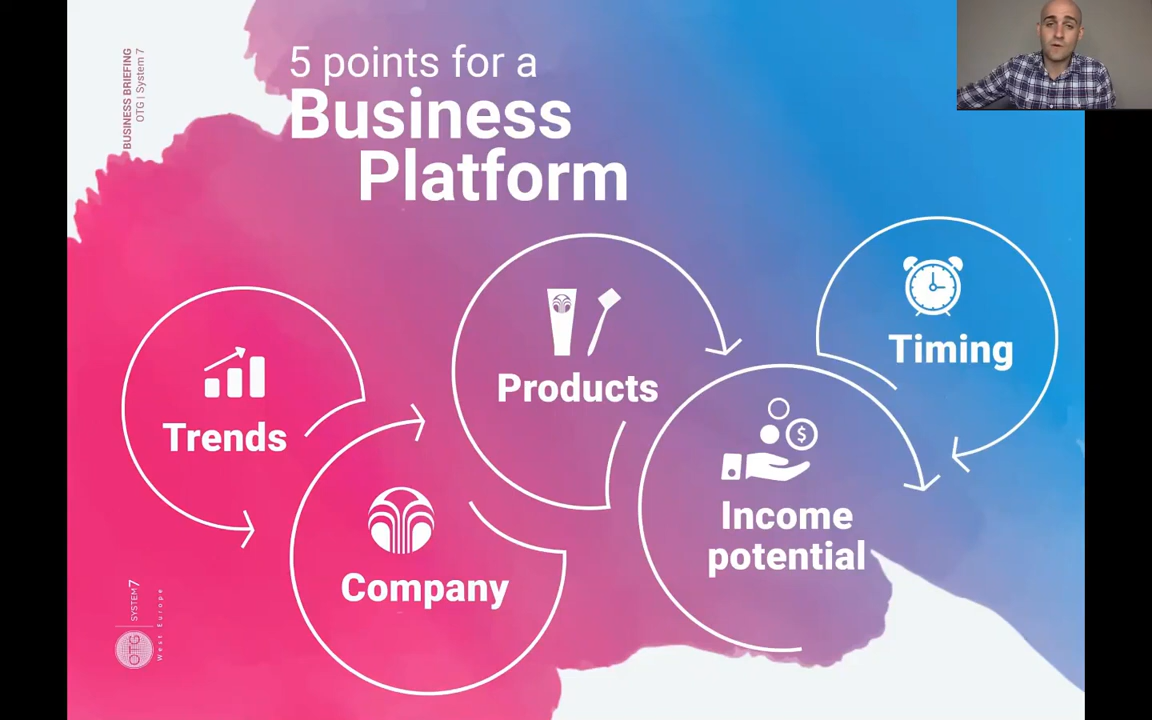 BUSINESS BRIEFING
OTG | System 7
5 points for a
Business
Platform
Trends
Company
Products
$
Income
potential
Timing
OTG
SYSTEM7
West Europe